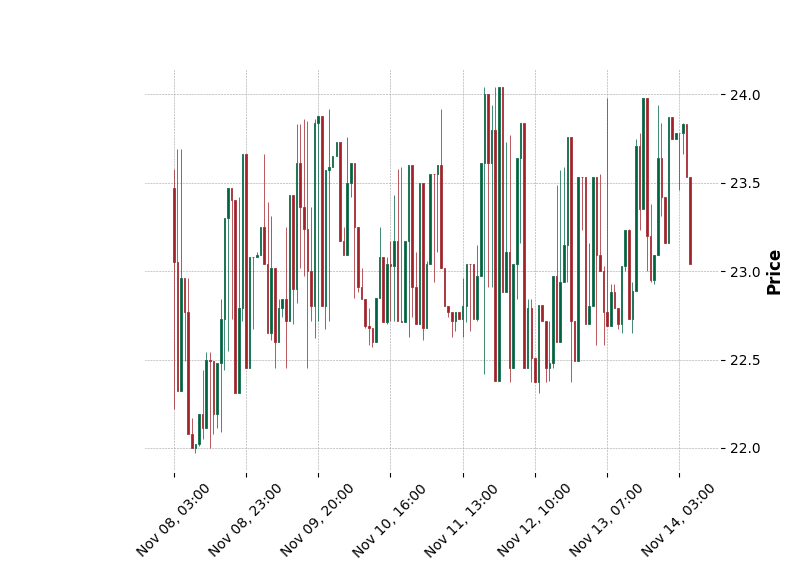 24.0
23.5
23.0
22.5
22.0
Price
Nov 08, 03:00
Nov 08, 23:00
Nov 09, 20:00
Nov 10, 16:00
Nov 11, 13:00
Nov 12, 10:00
Nov 13, 07:00
Nov 14, 03:00